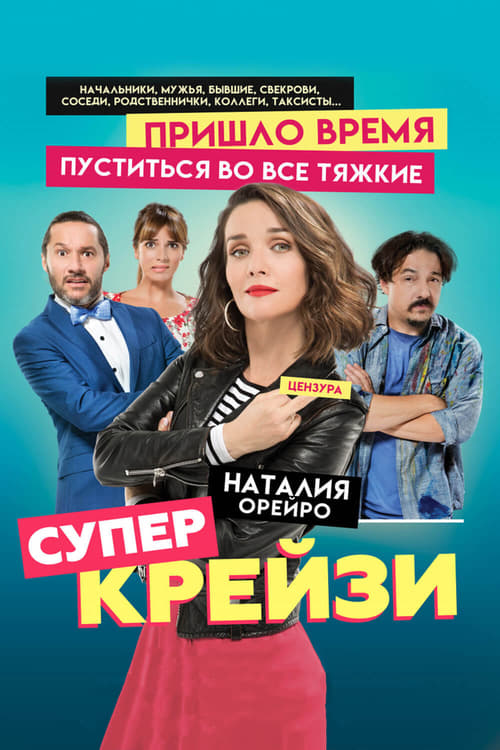 НАЧАЛЬНИКИ, МУЖЬЯ, БЫВШИЕ, СВЕКРОВИ,
СОСЕДИ, РОДСТВЕННИЧКИ, КОЛЛЕГИ, ТАКСИСТЫ...
ПРИШЛО ВРЕМЯ
ПУСТИТЬСЯ ВО ВСЕ ТЯЖКИЕ
ЦЕНЗУРА
НАТАЛИЯ
ОРЕЙРО
СУПЕР
КРЕЙЗИ